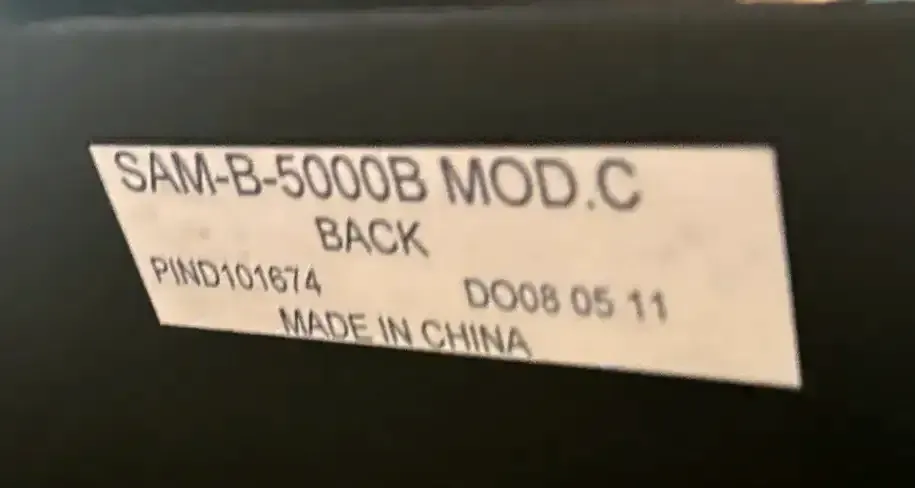 SAM-B-5000B MOD.C
BACK
PIND101674 DO08 05 11
MADE IN CHINA